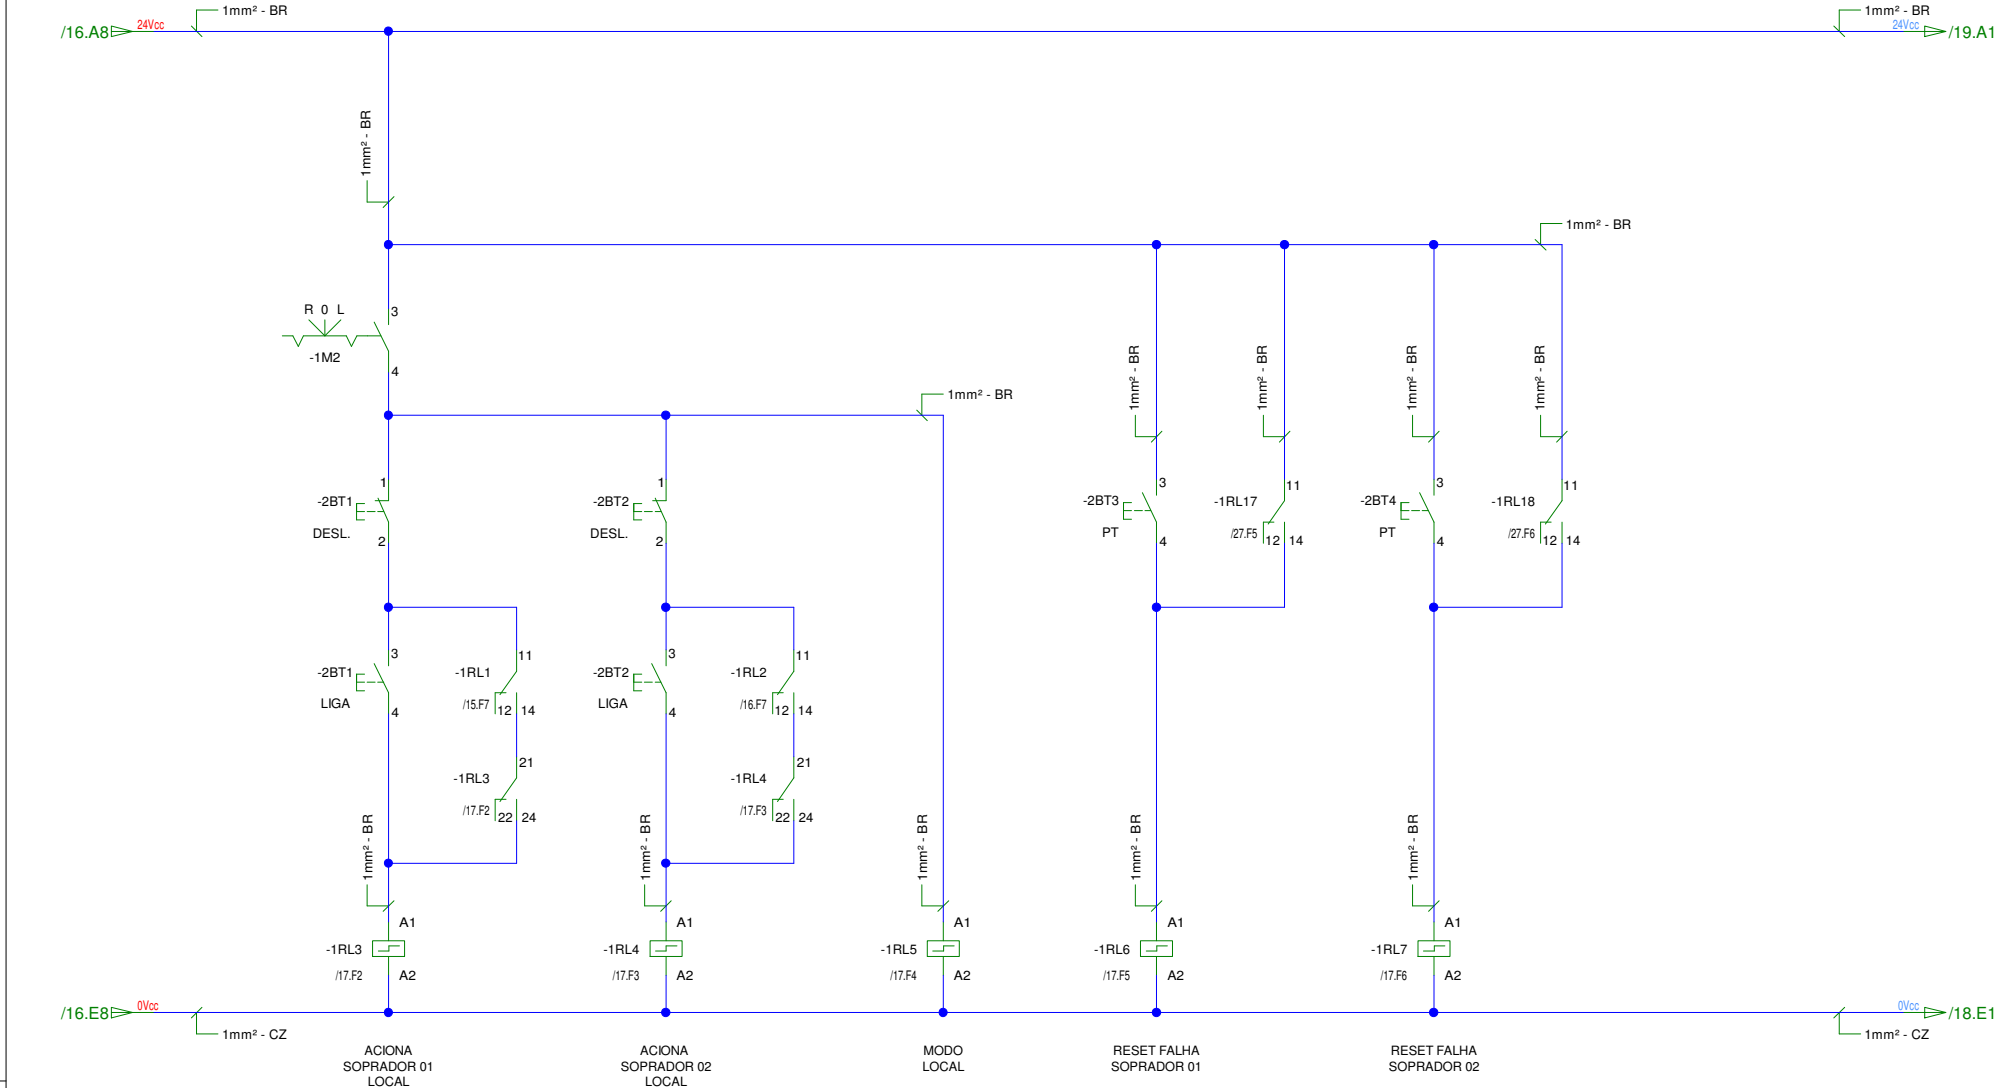 1mm² - BR
1mm² - BR
/16.A8
24Vcc
24Vcc
/19.A1
1mm² - BR
1mm² - BR
R 0 L
3
-1M2
4
1mm² - BR
1mm² - BR
1mm² - BR
1mm² - BR
1mm² - BR
1
-2BT1
DESL.
2
1
-2BT2
DESL.
2
3
-2BT3
PT
4
11
-1RL17
/27.F5
12
14
3
-2BT4
PT
4
11
-1RL18
/27.F6
12
14
3
-2BT1
LIGA
4
11
-1RL1
/15.F7
12
14
3
-2BT2
LIGA
4
11
-1RL2
/16.F7
12
14
21
-1RL3
/17.F2
22
24
21
-1RL4
/17.F3
22
24
1mm² - BR
1mm² - BR
1mm² - BR
1mm² - BR
1mm² - BR
A1
-1RL3
/17.F2
A2
A1
-1RL4
/17.F3
A2
A1
-1RL5
/17.F4
A2
A1
-1RL6
/17.F5
A2
A1
-1RL7
/17.F6
A2
/16.E8
0Vcc
0Vcc
/18.E1
1mm² - CZ
1mm² - CZ
ACIONA
SOPRADOR 01
LOCAL
ACIONA
SOPRADOR 02
LOCAL
MODO
LOCAL
RESET FALHA
SOPRADOR 01
RESET FALHA
SOPRADOR 02